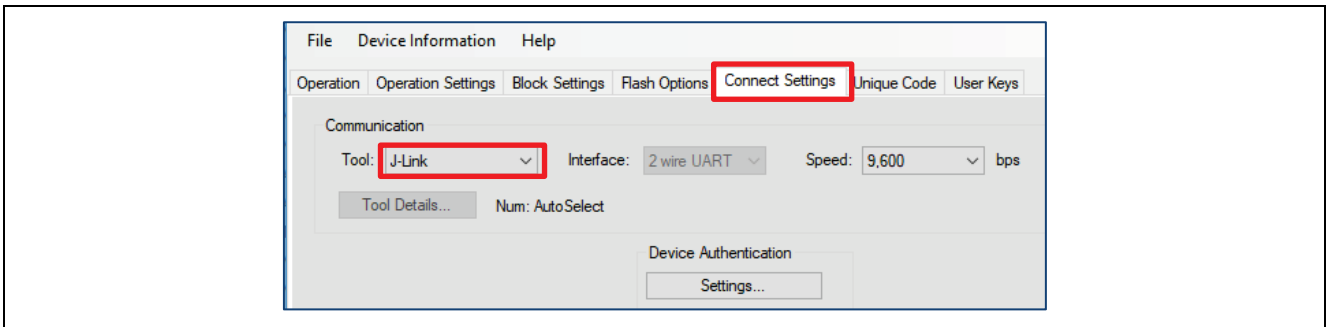 File Device Information Help
Operation Operation Settings Block Settings Flash Options Connect Settings Unique Code User Keys
Communication
Tool: J-Link Interface: 2 wire UART Speed: 9,600 bps
Tool Details... Num: AutoSelect
Device Authentication
Settings...